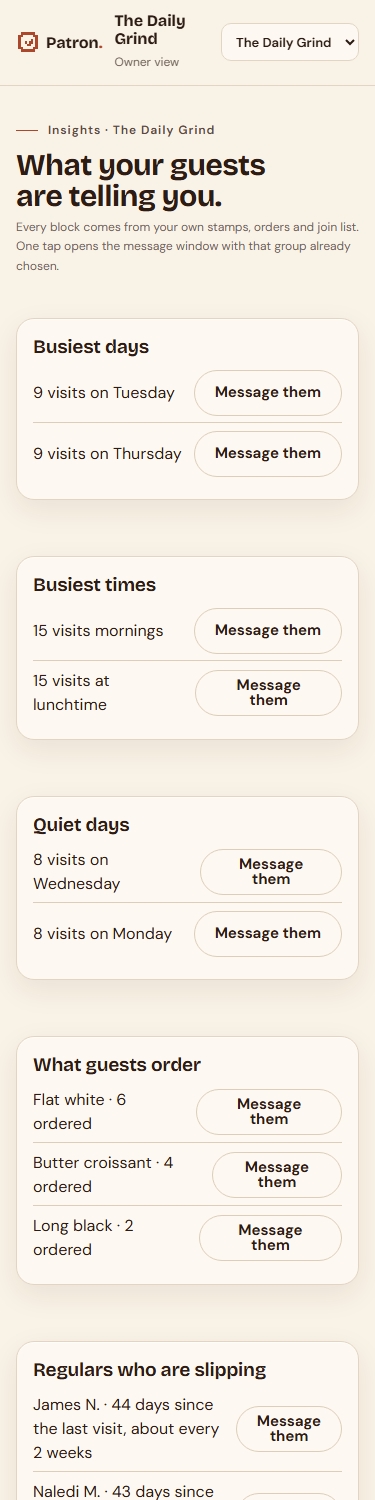 Patron.
The Daily
Grind
Owner view
The Daily Grind
Insights · The Daily Grind
What your guests
are telling you.
Every block comes from your own stamps, orders and join list.
One tap opens the message window with that group already
chosen.
Busiest days
9 visits on Tuesday
Message them
9 visits on Thursday
Message them
Busiest times
15 visits mornings
Message them
15 visits at
lunchtime
Message
them
Quiet days
8 visits on
Wednesday
Message
them
8 visits on Monday
Message them
What guests order
Flat white · 6
ordered
Message
them
Butter croissant · 4
ordered
Message
them
Long black · 2
ordered
Message
them
Regulars who are slipping
James N. · 44 days since
the last visit, about every
2 weeks
Message
them
Naledi M. · 43 days since